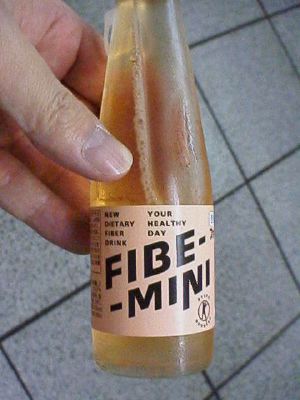 NEW
DIETARY
FIBER
DRINK
YOUR
HEALTHY
DAY
FIBE-
-MINI